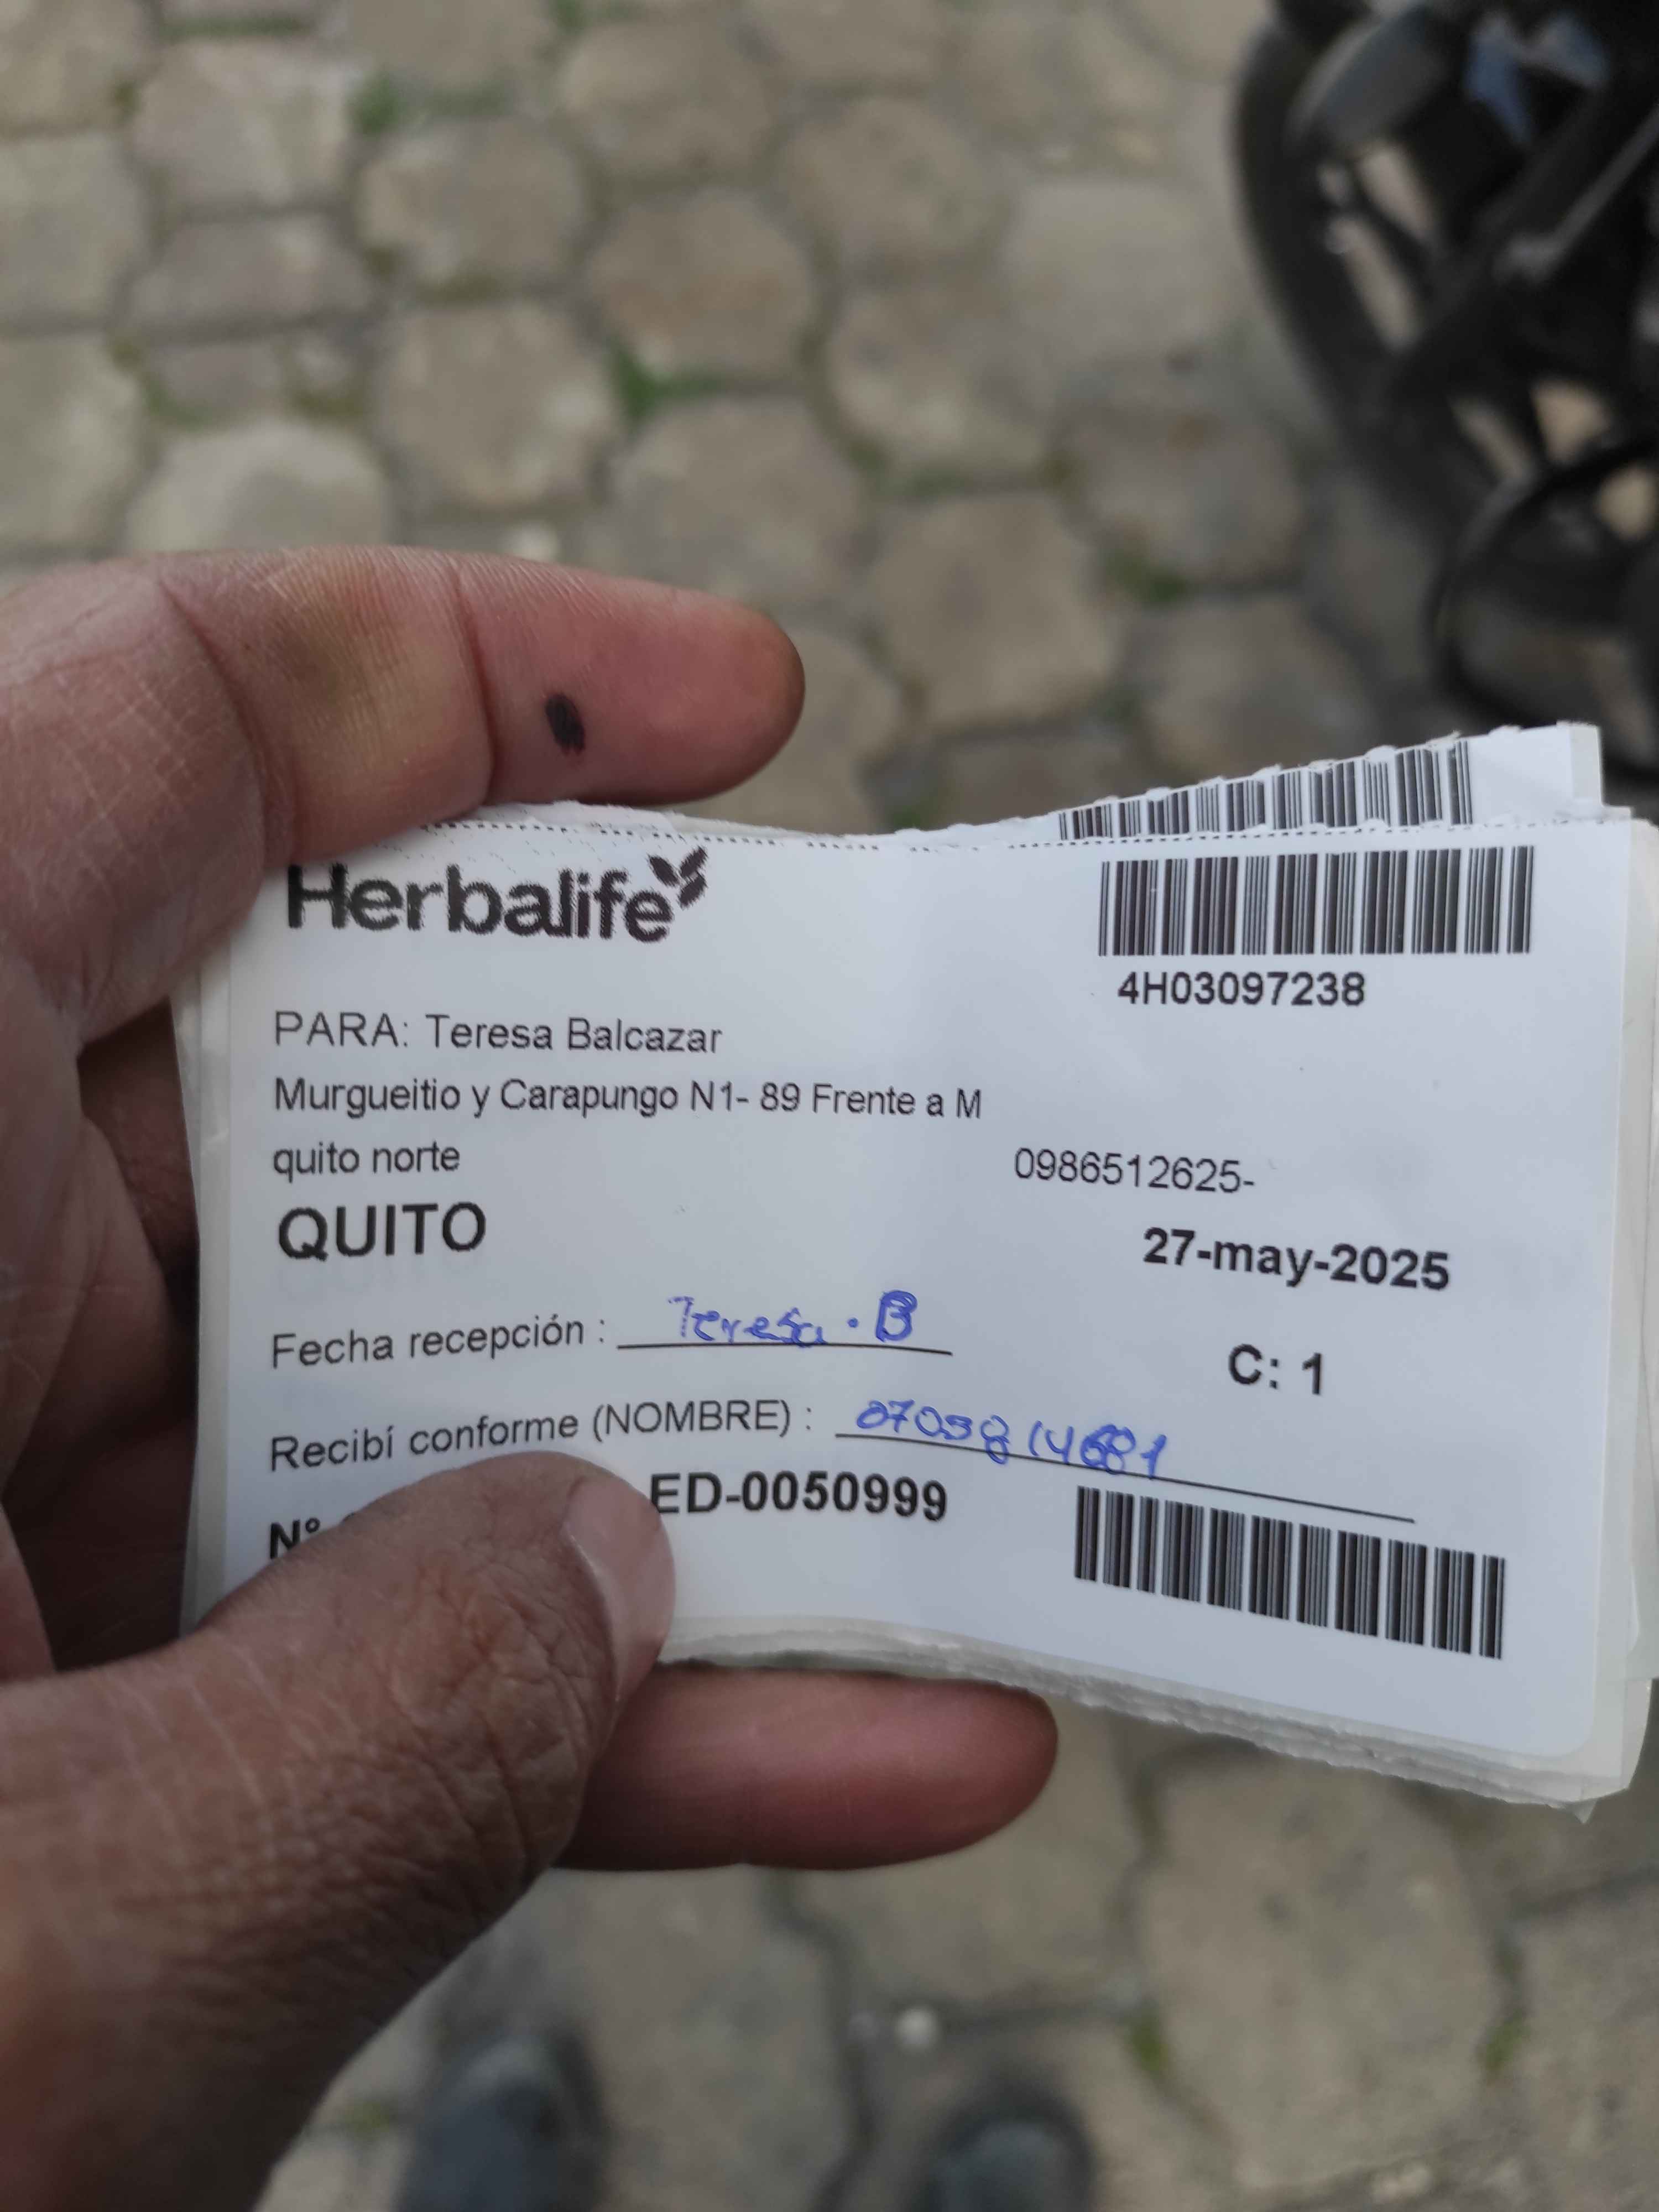 Herbalife
4H03097238
PARA: Teresa Balcazar
Murgueitio y Carapungo N1- 89 Frente a M
quito norte
0986512625-
QUITO
27-may-2025
Fecha recepción : Teresa . B
C: 1
Recibí conforme (NOMBRE) :
Nº ED-0050999